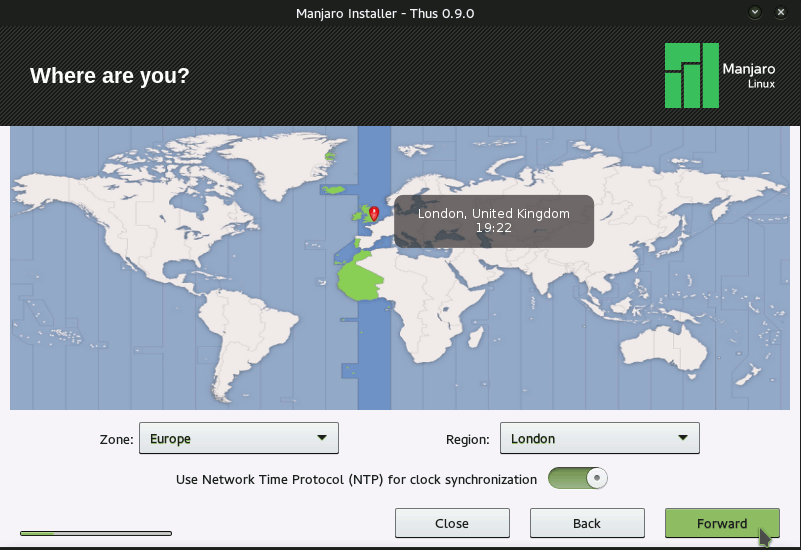 Manjaro Installer - Thus 0.9.0
Where are you?
Manjaro
Linux
London, United Kingdom
19:22
Zone: Europe Region: London
Use Network Time Protocol (NTP) for clock synchronization
Close Back Forward